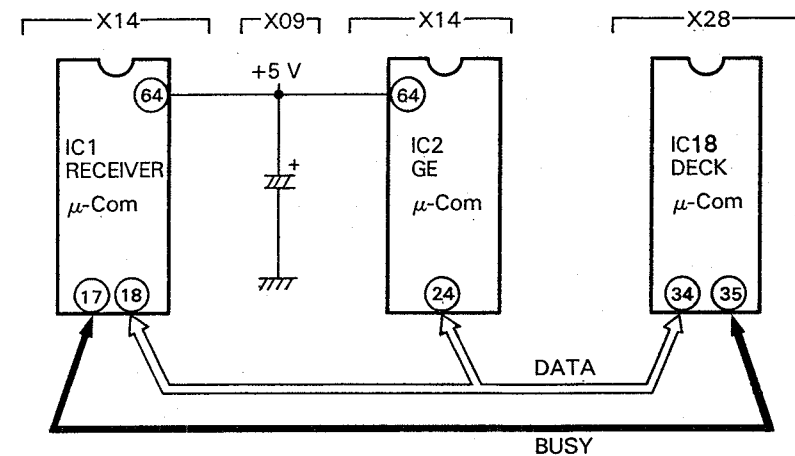 X14 X09 X14 X28
+5 V
64 64
+
IC1
RECEIVER
μ-Com
IC2
GE
μ-Com
IC18
DECK
μ-Com
17 18 24 34 35
DATA
BUSY